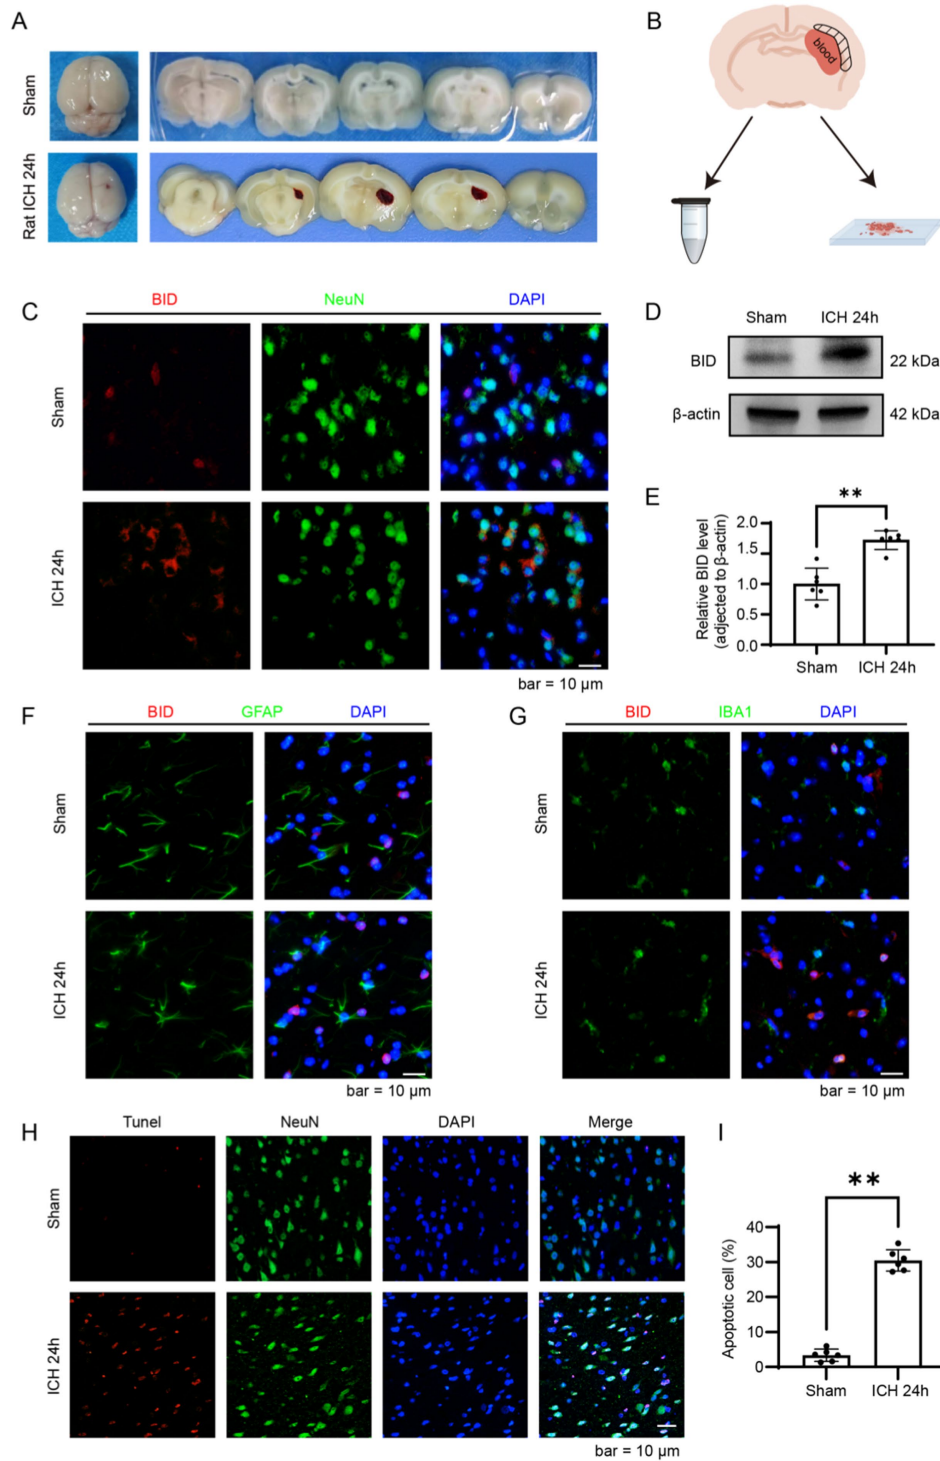 A
Sham
Rat ICH 24h
B
blood
C
BID NeuN DAPI
Sham
ICH 24h
bar = 10 μm
D
Sham ICH 24h
BID 22 kDa
β-actin 42 kDa
E
**
Relative BID level
(adjected to β-actin)
2.0
1.5
1.0
0.5
0.0
Sham ICH 24h
F
BID GFAP DAPI
Sham
ICH 24h
bar = 10 μm
G
BID IBA1 DAPI
Sham
ICH 24h
bar = 10 μm
H
Tunel NeuN DAPI Merge
Sham
ICH 24h
bar = 10 μm
I
**
Apoptotic cell (%)
40
30
20
10
0
Sham ICH 24h